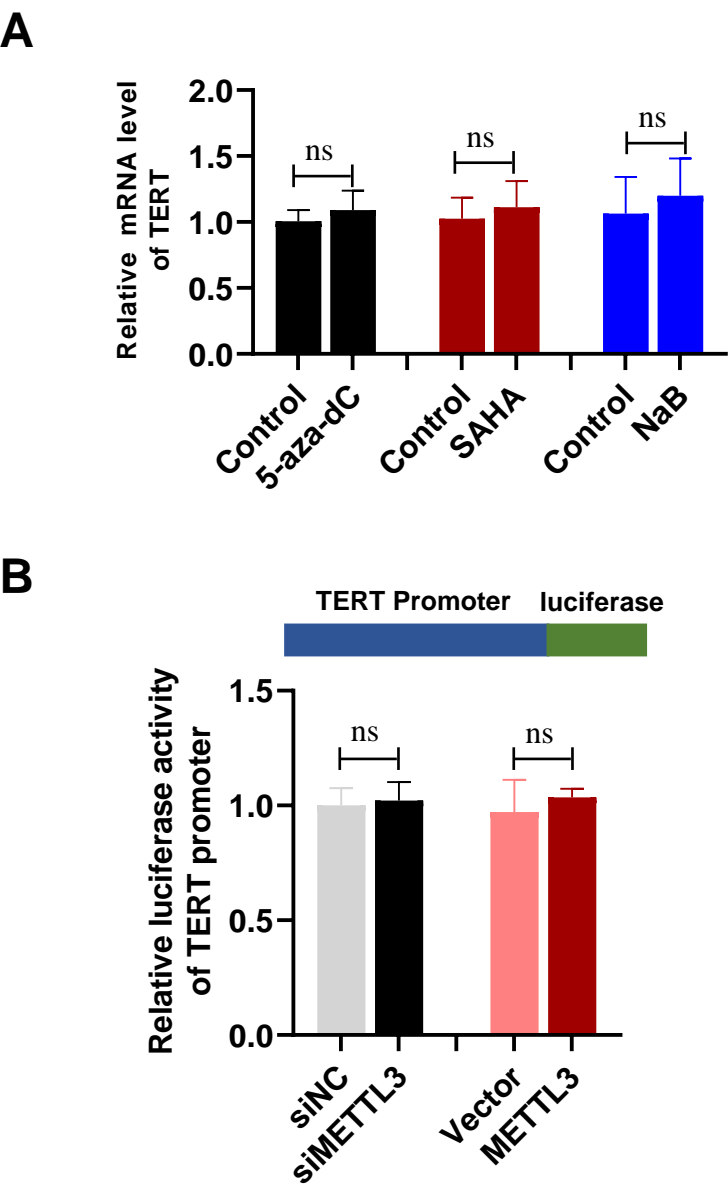 A
Relative mRNA level
of TERT
2.0
1.5
1.0
0.5
0.0
ns
ns
ns
Control
5-aza-dC
Control
SAHA
Control
NaB
B
TERT Promoter luciferase
Relative luciferase activity
of TERT promoter
1.5
1.0
0.5
0.0
ns
ns
siNC
siMETTL3
Vector
METTL3